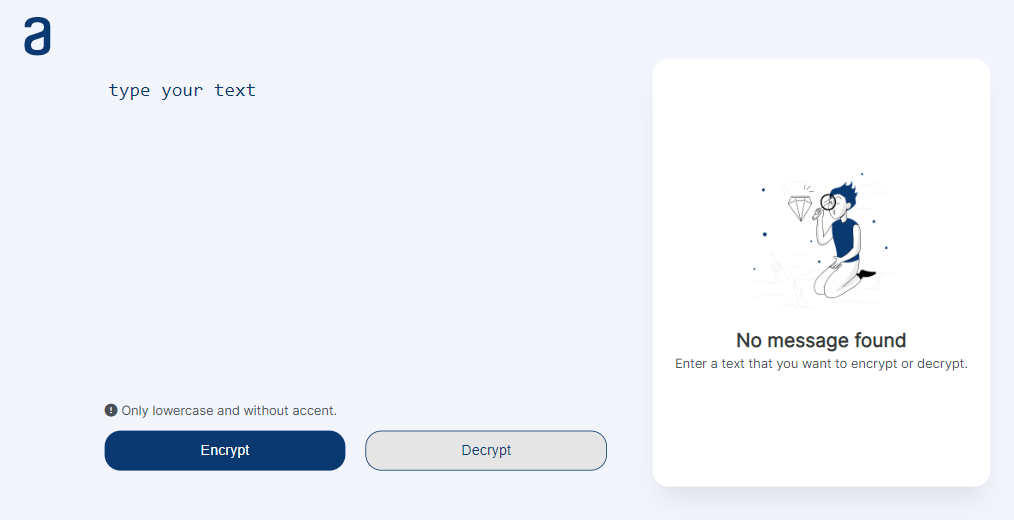 a
type your text
No message found
Enter a text that you want to encrypt or decrypt.
Only lowercase and without accent.
Encrypt
Decrypt